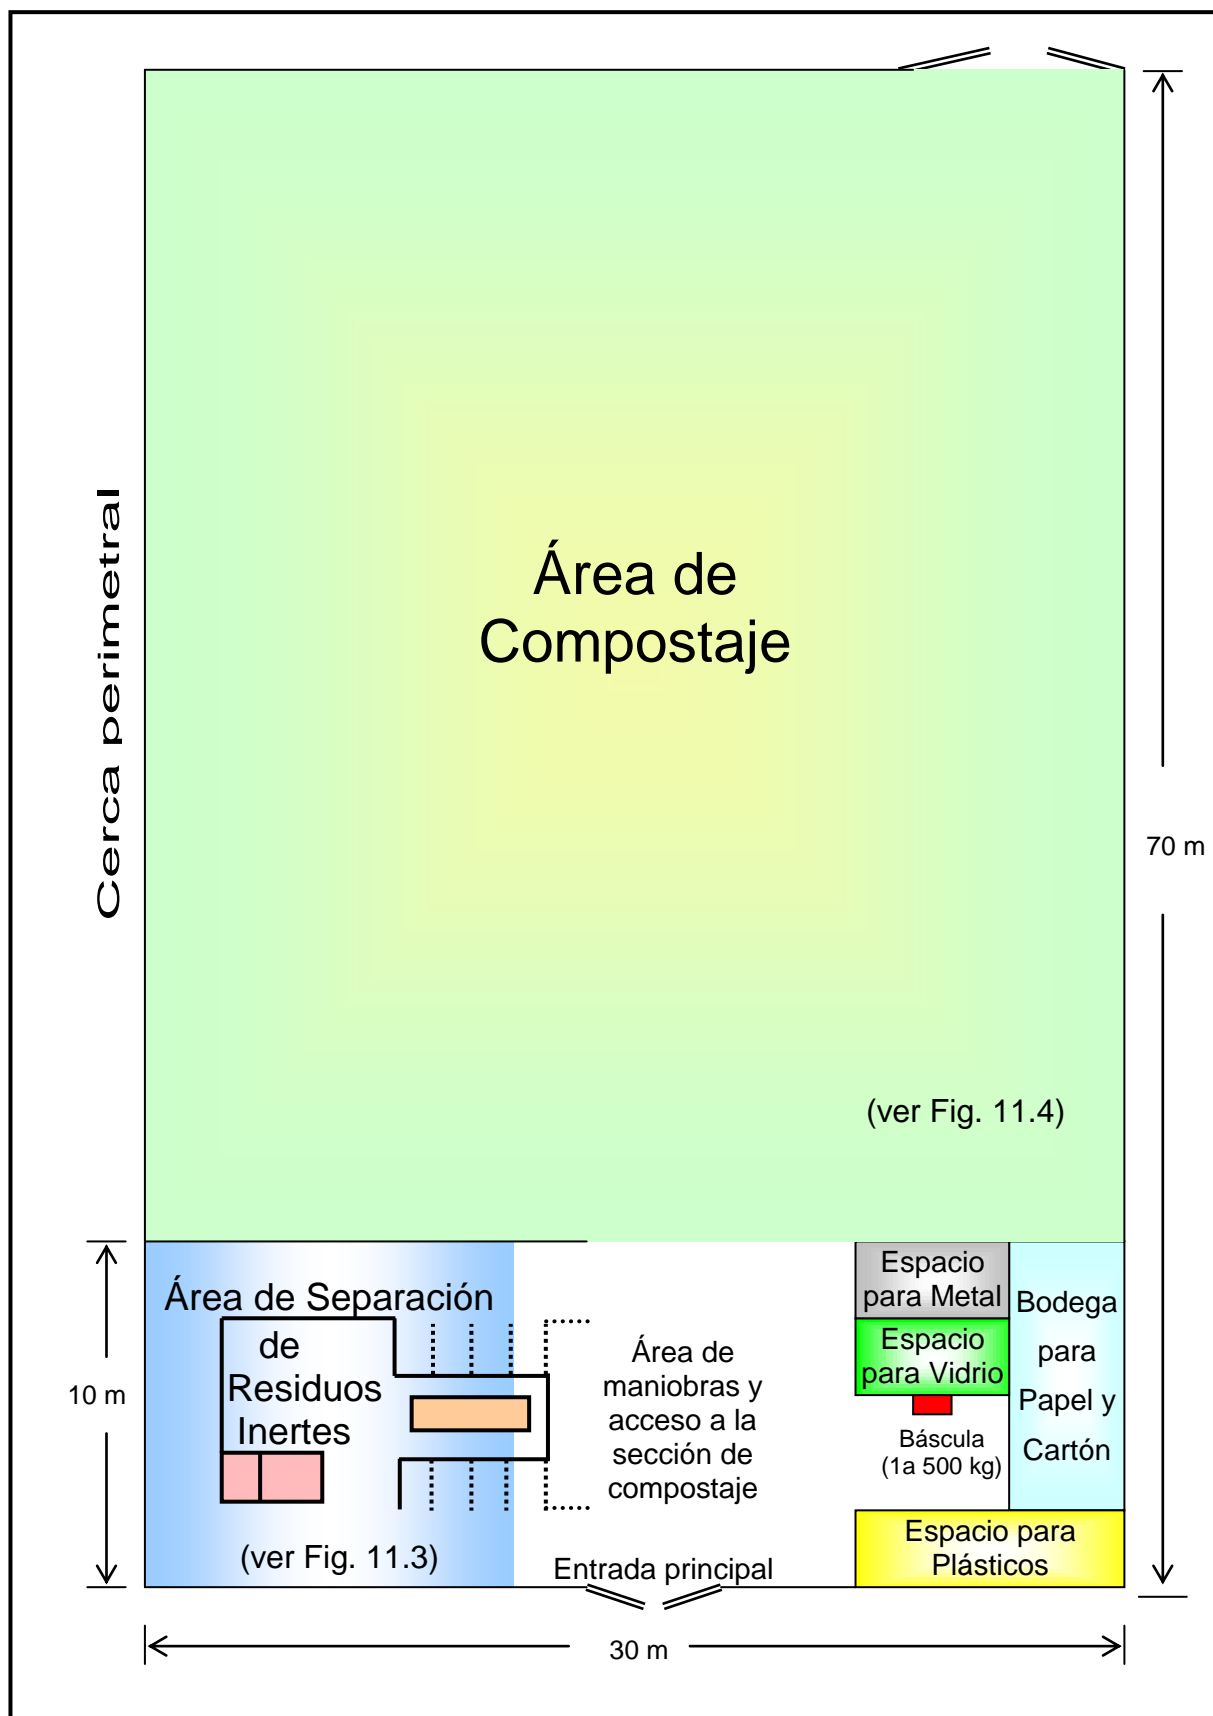 Cerca perimetral
Área de
Compostaje
70 m
(ver Fig. 11.4)
10 m
Área de Separación
de
Residuos
Inertes
(ver Fig. 11.3)
Área de
maniobras y
acceso a la
sección de
compostaje
Espacio
para Metal
Espacio
para Vidrio
Báscula
(1a 500 kg)
Bodega
para
Papel y
Cartón
Espacio para
Plásticos
Entrada principal
30 m